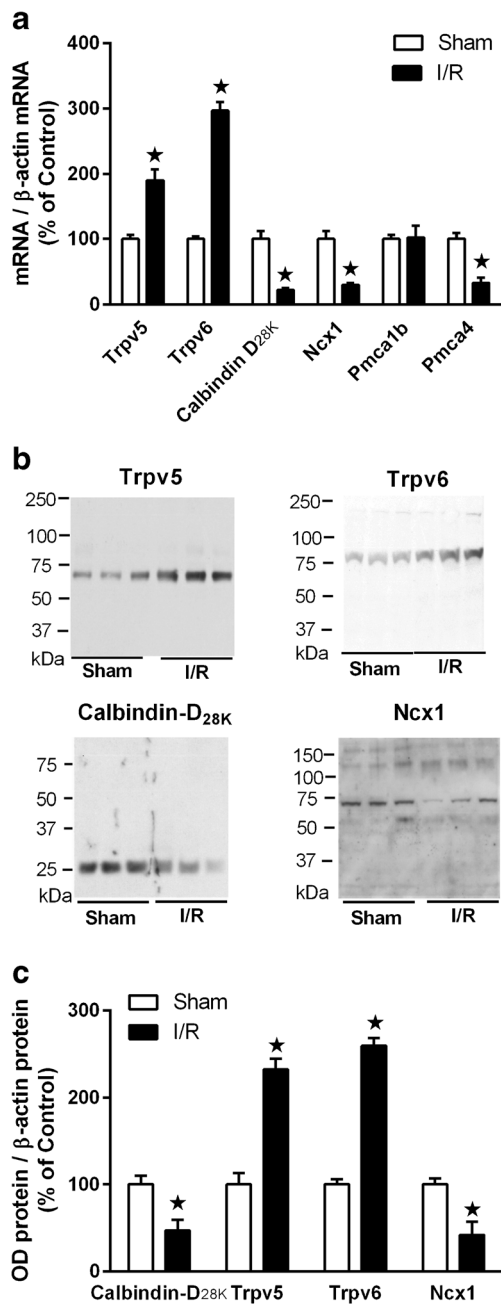 a
mRNA / β-actin mRNA
(% of Control)
400
300
200
100
0
Sham
I/R
★
★
★
★
★
Trpv5
Trpv6
Calbindin D28K
Ncx1
Pmca1b
Pmca4
b
Trpv5
250
100
75
50
37
kDa
Sham
I/R
Trpv6
250
100
75
50
37
kDa
Sham
I/R
Calbindin-D28K
75
50
37
25
kDa
Sham
I/R
Ncx1
150
100
75
50
37
kDa
Sham
I/R
c
OD protein / β-actin protein
(% of Control)
300
200
100
0
Sham
I/R
★
★
★
★
Calbindin-D28K
Trpv5
Trpv6
Ncx1